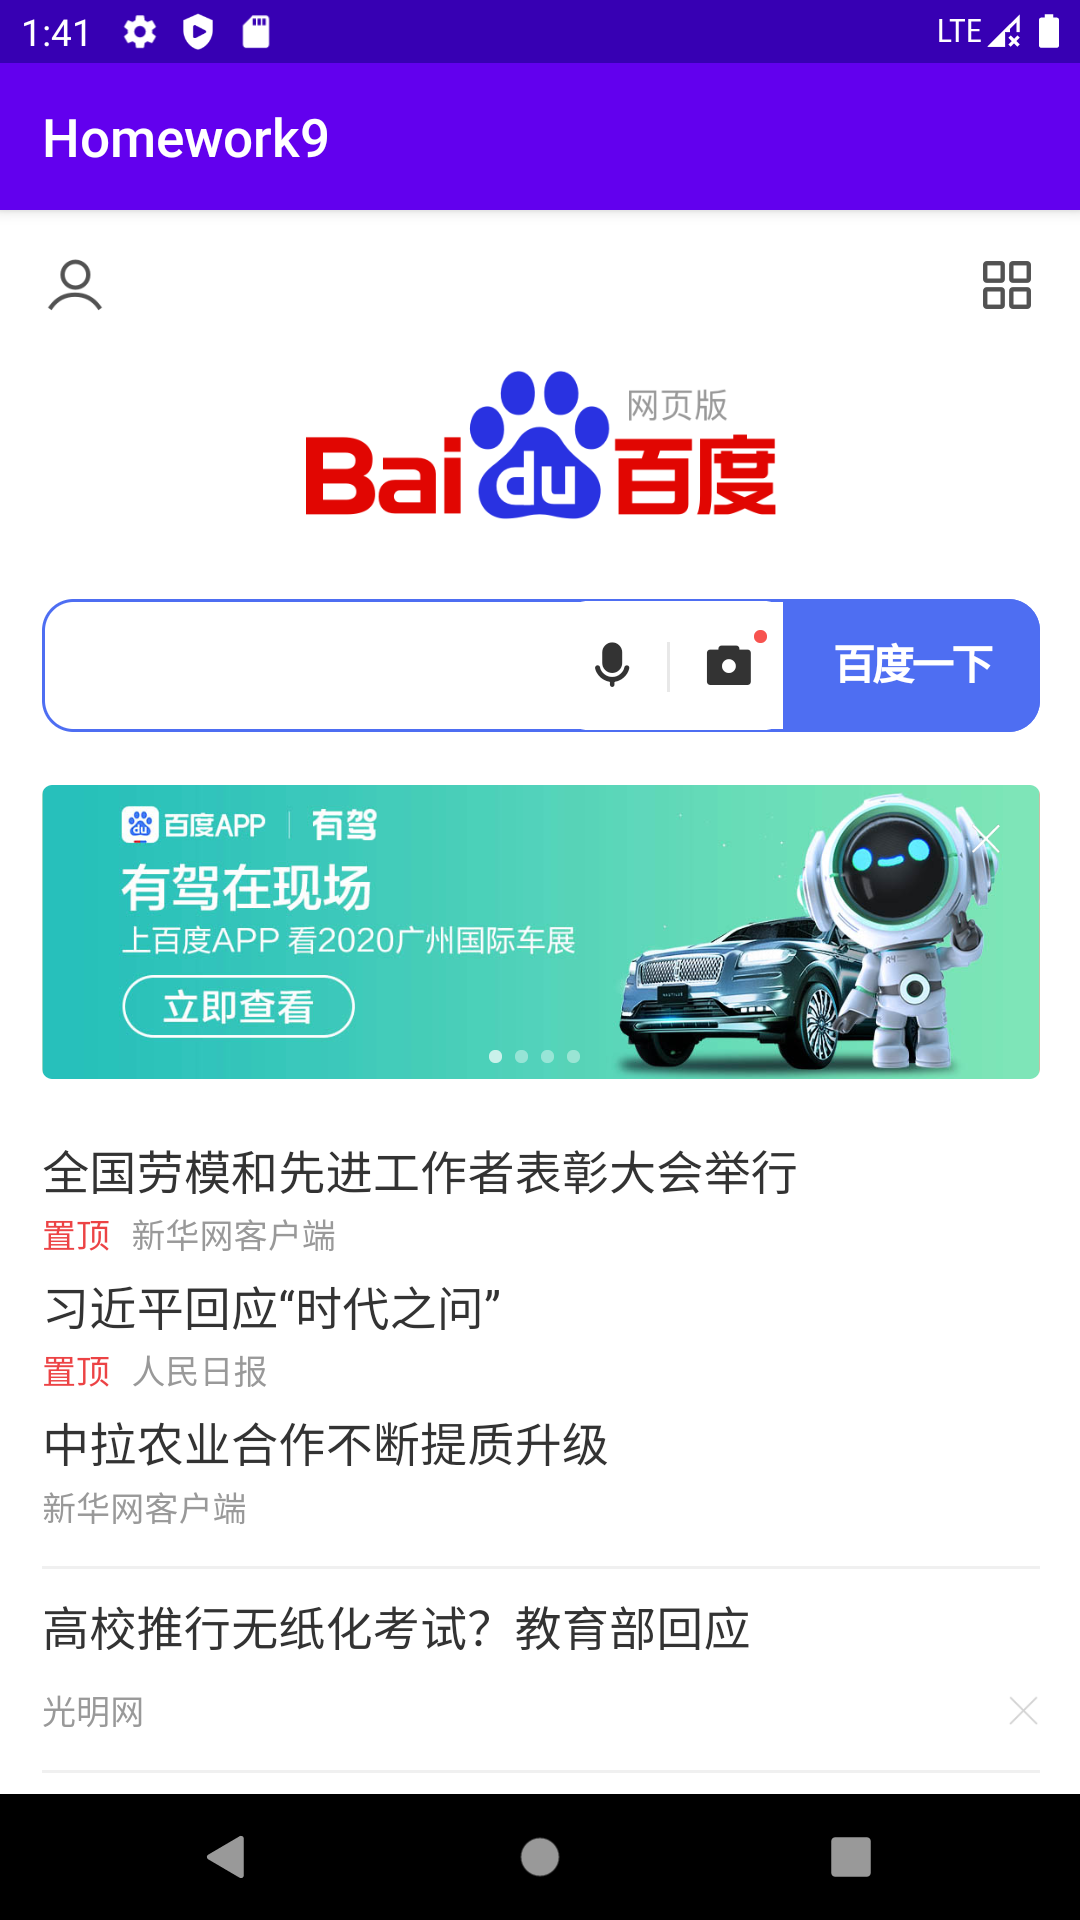 1:41
LTE
Homework9
网页版
Bai du 百度
百度一下
du 百度APP 有驾
有驾在现场
上百度APP 看2020广州国际车展
立即查看
全国劳模和先进工作者表彰大会举行
置顶 新华网客户端
习近平回应“时代之问”
置顶 人民日报
中拉农业合作不断提质升级
新华网客户端
高校推行无纸化考试？教育部回应
光明网